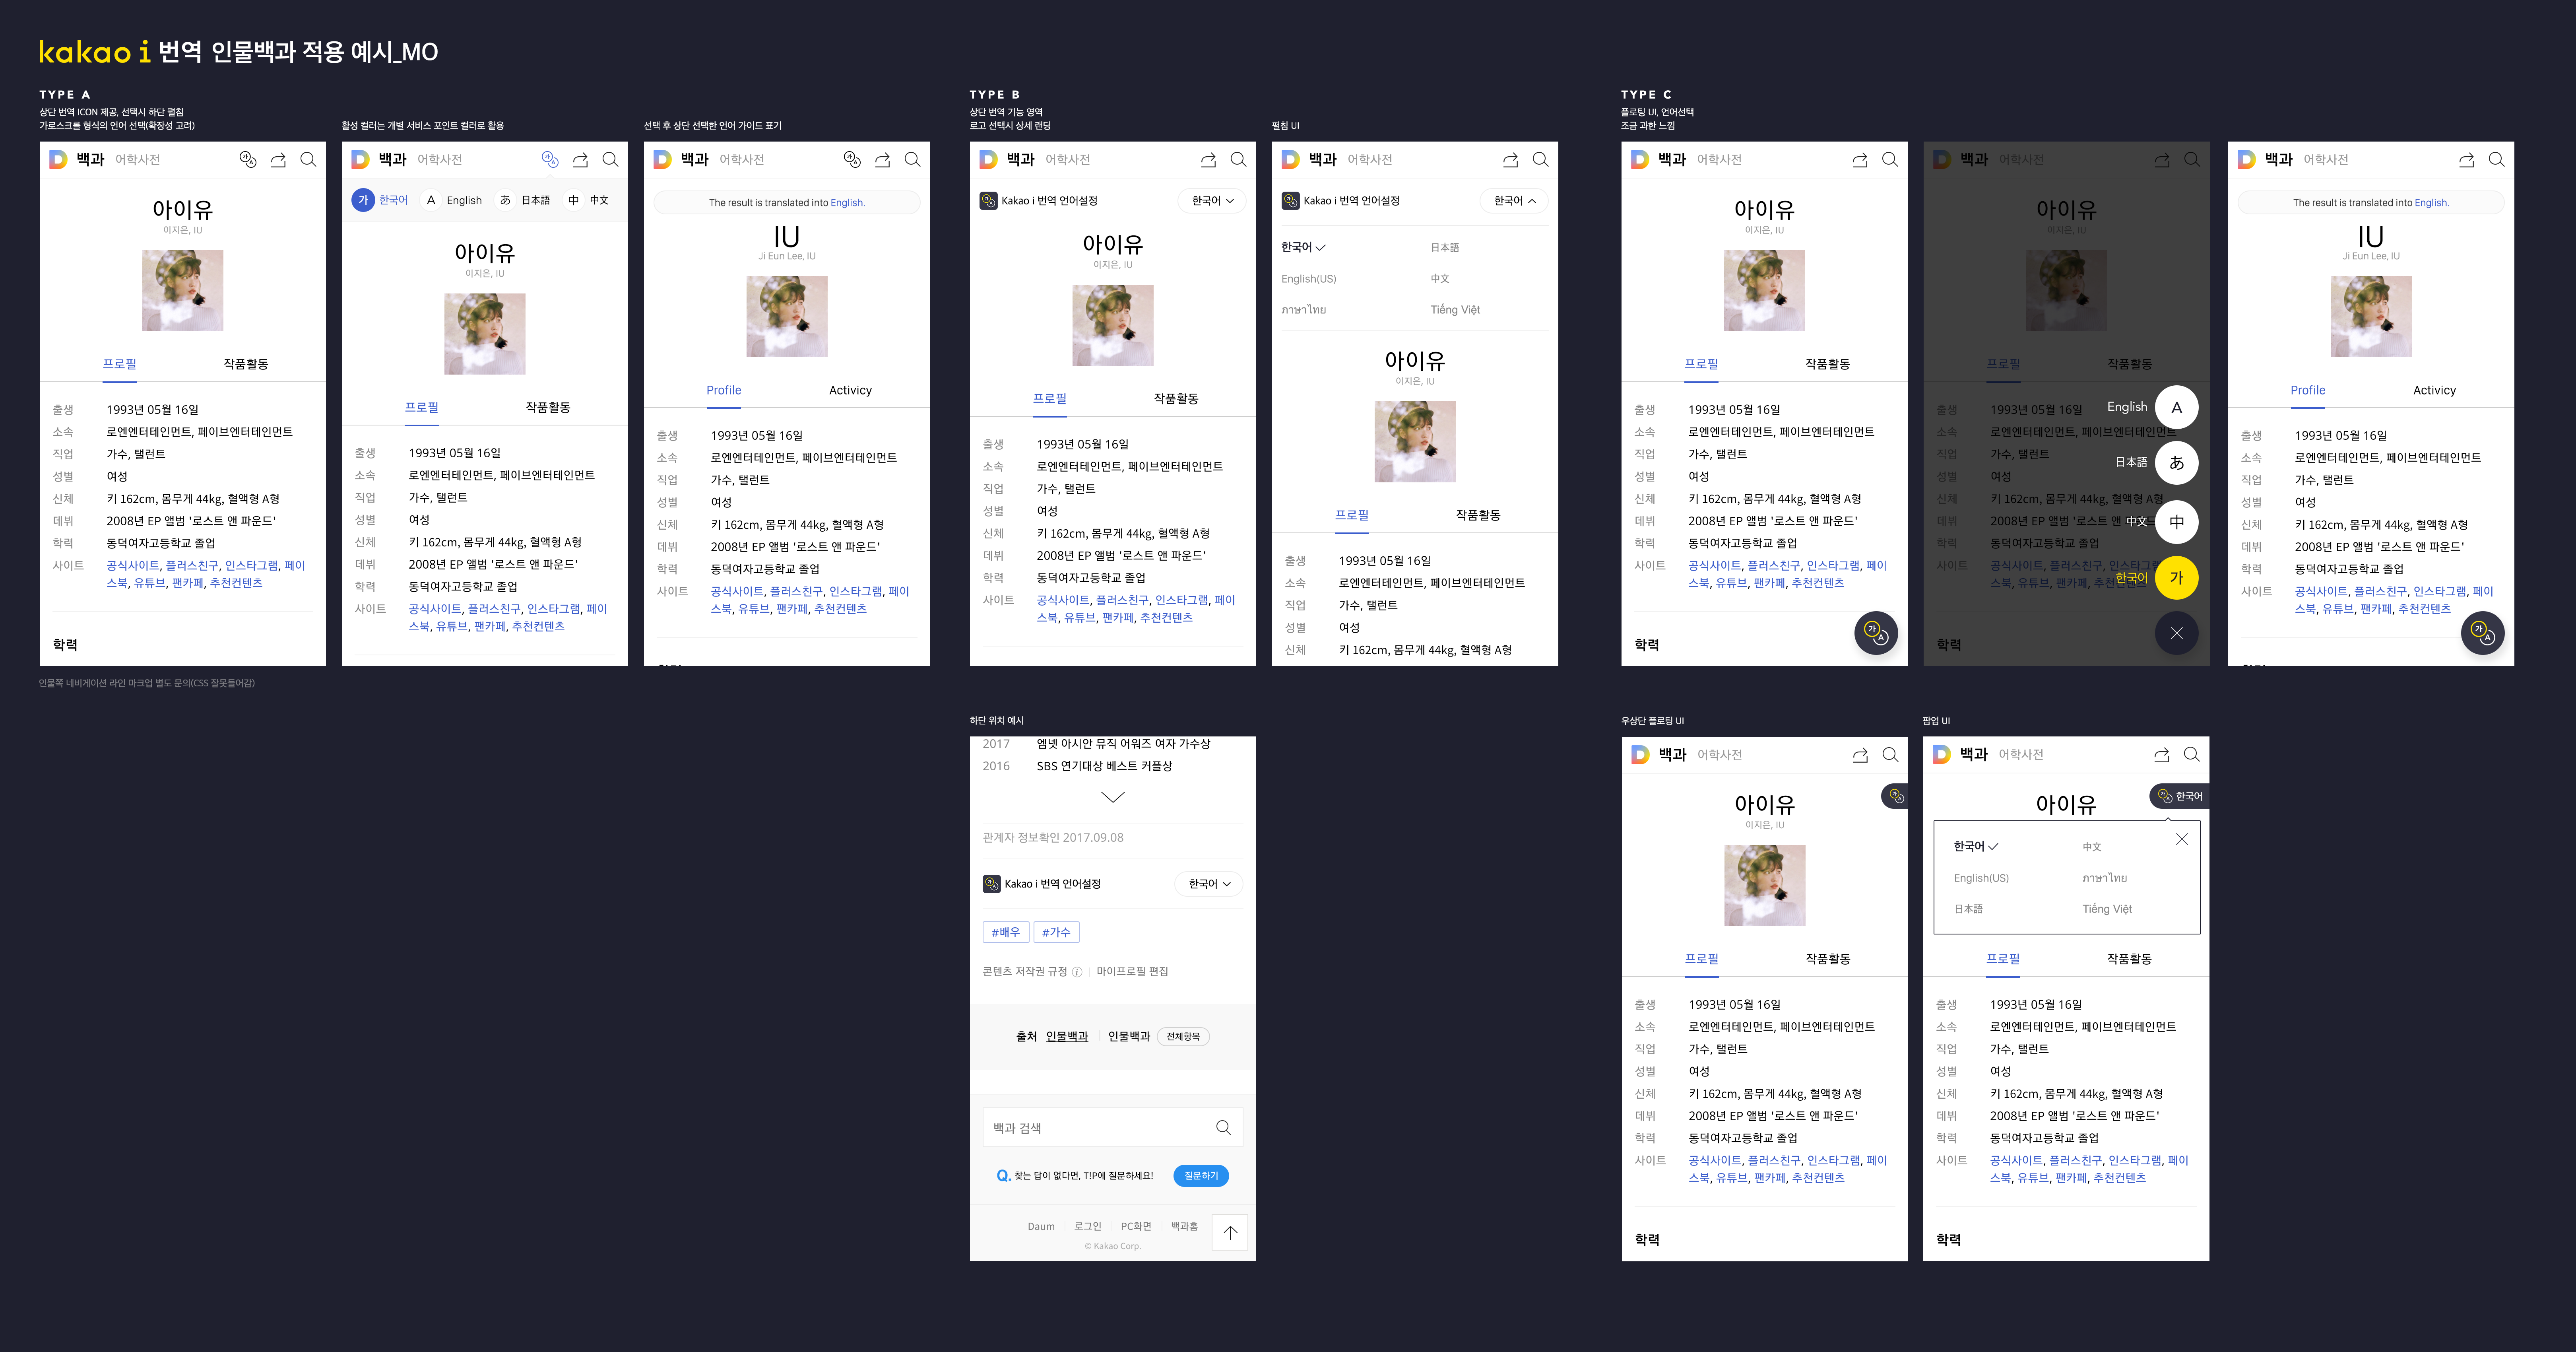 kakao i 번역 인물백과 적용 예시_MO
TYPE A
상단 번역 ICON 제공, 선택시 하단 펼침
가로스크롤 형식의 언어 선택(확장성 고려)
백과 어학사전
아이유
이지은, IU
프로필 작품활동
출생 1993년 05월 16일
소속 로엔엔터테인먼트, 페이브엔터테인먼트
직업 가수, 탤런트
성별 여성
신체 키 162cm, 몸무게 44kg, 혈액형 A형
데뷔 2008년 EP 앨범 '로스트 앤 파운드'
학력 동덕여자고등학교 졸업
사이트 공식사이트, 플러스친구, 인스타그램, 페이
스북, 유튜브, 팬카페, 추천컨텐츠
학력
인물쪽 네비게이션 라인 마크업 별도 문의(CSS 잘못들어감)
활성 컬러는 개별 서비스 포인트 컬러로 활용
백과 어학사전
가 한국어 A English あ 日本語 中 中文
아이유
이지은, IU
프로필 작품활동
출생 1993년 05월 16일
소속 로엔엔터테인먼트, 페이브엔터테인먼트
직업 가수, 탤런트
성별 여성
신체 키 162cm, 몸무게 44kg, 혈액형 A형
데뷔 2008년 EP 앨범 '로스트 앤 파운드'
학력 동덕여자고등학교 졸업
사이트 공식사이트, 플러스친구, 인스타그램, 페이
스북, 유튜브, 팬카페, 추천컨텐츠
선택 후 상단 선택한 언어 가이드 표기
백과 어학사전
The result is translated into English.
IU
Ji Eun Lee, IU
Profile Activicy
출생 1993년 05월 16일
소속 로엔엔터테인먼트, 페이브엔터테인먼트
직업 가수, 탤런트
성별 여성
신체 키 162cm, 몸무게 44kg, 혈액형 A형
데뷔 2008년 EP 앨범 '로스트 앤 파운드'
학력 동덕여자고등학교 졸업
사이트 공식사이트, 플러스친구, 인스타그램, 페이
스북, 유튜브, 팬카페, 추천컨텐츠
TYPE B
상단 번역 기능 영역
로고 선택시 상세 랜딩
백과 어학사전
Kakao i 번역 언어설정 한국어
아이유
이지은, IU
프로필 작품활동
출생 1993년 05월 16일
소속 로엔엔터테인먼트, 페이브엔터테인먼트
직업 가수, 탤런트
성별 여성
신체 키 162cm, 몸무게 44kg, 혈액형 A형
데뷔 2008년 EP 앨범 '로스트 앤 파운드'
학력 동덕여자고등학교 졸업
사이트 공식사이트, 플러스친구, 인스타그램, 페이
스북, 유튜브, 팬카페, 추천컨텐츠
펼침 UI
백과 어학사전
Kakao i 번역 언어설정 한국어
한국어 日本語
English(US) 中文
ภาษาไทย Tiếng Việt
아이유
이지은, IU
프로필 작품활동
출생 1993년 05월 16일
소속 로엔엔터테인먼트, 페이브엔터테인먼트
직업 가수, 탤런트
성별 여성
신체 키 162cm, 몸무게 44kg, 혈액형 A형
하단 위치 예시
2017 엠넷 아시안 뮤직 어워즈 여자 가수상
2016 SBS 연기대상 베스트 커플상
관계자 정보확인 2017.09.08
Kakao i 번역 언어설정 한국어
#배우 #가수
콘텐츠 저작권 규정 i 마이프로필 편집
출처 인물백과 인물백과 전체항목
백과 검색
Q. 찾는 답이 없다면, T!P에 질문하세요! 질문하기
Daum 로그인 PC화면 백과홈
© Kakao Corp.
TYPE C
플로팅 UI, 언어선택
조금 과한 느낌
백과 어학사전
아이유
이지은, IU
프로필 작품활동
출생 1993년 05월 16일
소속 로엔엔터테인먼트, 페이브엔터테인먼트
직업 가수, 탤런트
성별 여성
신체 키 162cm, 몸무게 44kg, 혈액형 A형
데뷔 2008년 EP 앨범 '로스트 앤 파운드'
학력 동덕여자고등학교 졸업
사이트 공식사이트, 플러스친구, 인스타그램, 페이
스북, 유튜브, 팬카페, 추천컨텐츠
학력
가 A
백과 어학사전
아이유
이지은, IU
프로필 작품활동
출생 1993년 05월 16일
소속 로엔엔터테인먼트, 페이브엔터테인먼트
직업 가수, 탤런트
성별 여성
신체 키 162cm, 몸무게 44kg, 혈액형 A형
데뷔 2008년 EP 앨범 '로스트 앤 파운드'
학력 동덕여자고등학교 졸업
사이트 공식사이트, 플러스친구, 인스타그램, 페이
스북, 유튜브, 팬카페, 추천컨텐츠
학력
English A
日本語 あ
中文 中
한국어 가
백과 어학사전
The result is translated into English.
IU
Ji Eun Lee, IU
Profile Activicy
출생 1993년 05월 16일
소속 로엔엔터테인먼트, 페이브엔터테인먼트
직업 가수, 탤런트
성별 여성
신체 키 162cm, 몸무게 44kg, 혈액형 A형
데뷔 2008년 EP 앨범 '로스트 앤 파운드'
학력 동덕여자고등학교 졸업
사이트 공식사이트, 플러스친구, 인스타그램, 페이
스북, 유튜브, 팬카페, 추천컨텐츠
가 A
우상단 플로팅 UI
백과 어학사전
아이유
이지은, IU
프로필 작품활동
출생 1993년 05월 16일
소속 로엔엔터테인먼트, 페이브엔터테인먼트
직업 가수, 탤런트
성별 여성
신체 키 162cm, 몸무게 44kg, 혈액형 A형
데뷔 2008년 EP 앨범 '로스트 앤 파운드'
학력 동덕여자고등학교 졸업
사이트 공식사이트, 플러스친구, 인스타그램, 페이
스북, 유튜브, 팬카페, 추천컨텐츠
학력
팝업 UI
백과 어학사전
한국어
아이유
한국어 中文
English(US) ภาษาไทย
日本語 Tiếng Việt
프로필 작품활동
출생 1993년 05월 16일
소속 로엔엔터테인먼트, 페이브엔터테인먼트
직업 가수, 탤런트
성별 여성
신체 키 162cm, 몸무게 44kg, 혈액형 A형
데뷔 2008년 EP 앨범 '로스트 앤 파운드'
학력 동덕여자고등학교 졸업
사이트 공식사이트, 플러스친구, 인스타그램, 페이
스북, 유튜브, 팬카페, 추천컨텐츠
학력